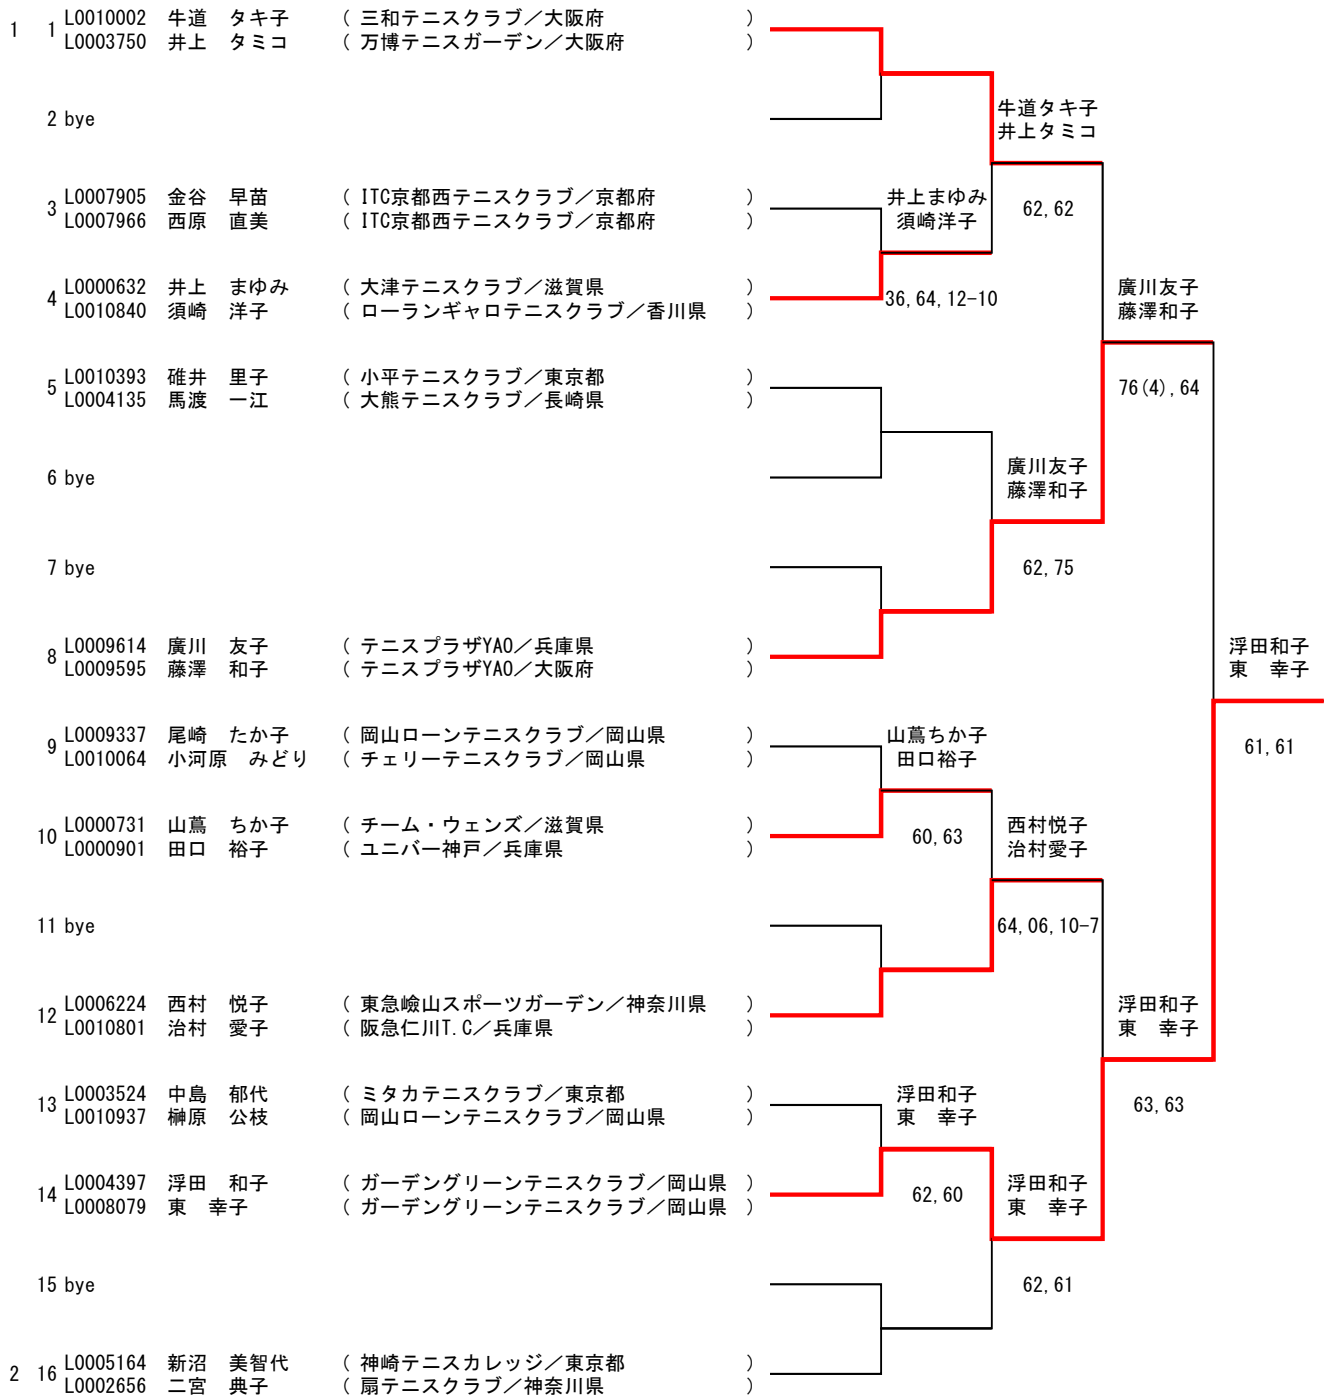 1 1 L0010002 牛道 タキ子 ( 三和テニスクラブ／大阪府 )
L0003750 井上 タミコ ( 万博テニスガーデン／大阪府 )
牛道タキ子
2 bye
井上タミコ
3 L0007905 金谷 早苗 ( ITC京都西テニスクラブ／京都府 )
L0007966 西原 直美 ( ITC京都西テニスクラブ／京都府 )
井上まゆみ
須崎洋子
62,62
4 L0000632 井上 まゆみ ( 大津テニスクラブ／滋賀県 )
L0010840 須崎 洋子 ( ローランギャロテニスクラブ／香川県 )
36,64,12-10
廣川友子
藤澤和子
5 L0010393 碓井 里子 ( 小平テニスクラブ／東京都 )
L0004135 馬渡 一江 ( 大熊テニスクラブ／長崎県 )
76(4),64
6 bye
廣川友子
藤澤和子
7 bye
62,75
8 L0009614 廣川 友子 ( テニスプラザYAO／兵庫県 )
L0009595 藤澤 和子 ( テニスプラザYAO／大阪府 )
浮田和子
東 幸子
9 L0009337 尾崎 たか子 ( 岡山ローンテニスクラブ／岡山県 )
L0010064 小河原 みどり ( チェリーテニスクラブ／岡山県 )
山蔦ちか子
田口裕子
61,61
10 L0000731 山蔦 ちか子 ( チーム・ウェンズ／滋賀県 )
L0000901 田口 裕子 ( ユニバー神戸／兵庫県 )
60,63
西村悦子
治村愛子
11 bye
64,06,10-7
12 L0006224 西村 悦子 ( 東急嶮山スポーツガーデン／神奈川県 )
L0010801 治村 愛子 ( 阪急仁川T.C／兵庫県 )
浮田和子
東 幸子
13 L0003524 中島 郁代 ( ミタカテニスクラブ／東京都 )
L0010937 榊原 公枝 ( 岡山ローンテニスクラブ／岡山県 )
浮田和子
東 幸子
63,63
14 L0004397 浮田 和子 ( ガーデングリーンテニスクラブ／岡山県 )
L0008079 東 幸子 ( ガーデングリーンテニスクラブ／岡山県 )
62,60
浮田和子
東 幸子
15 bye
62,61
2 16 L0005164 新沼 美智代 ( 神崎テニスカレッジ／東京都 )
L0002656 二宮 典子 ( 扇テニスクラブ／神奈川県 )